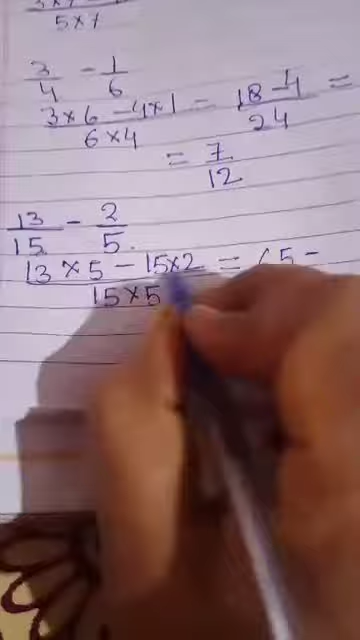 5×7
3/4 - 1/6
3×6 - 4×1 / 6×4 = 18-4 / 24 =
= 7/12
13/15 - 2/5.
13×5 - 15×2 / 15×5 = 65-